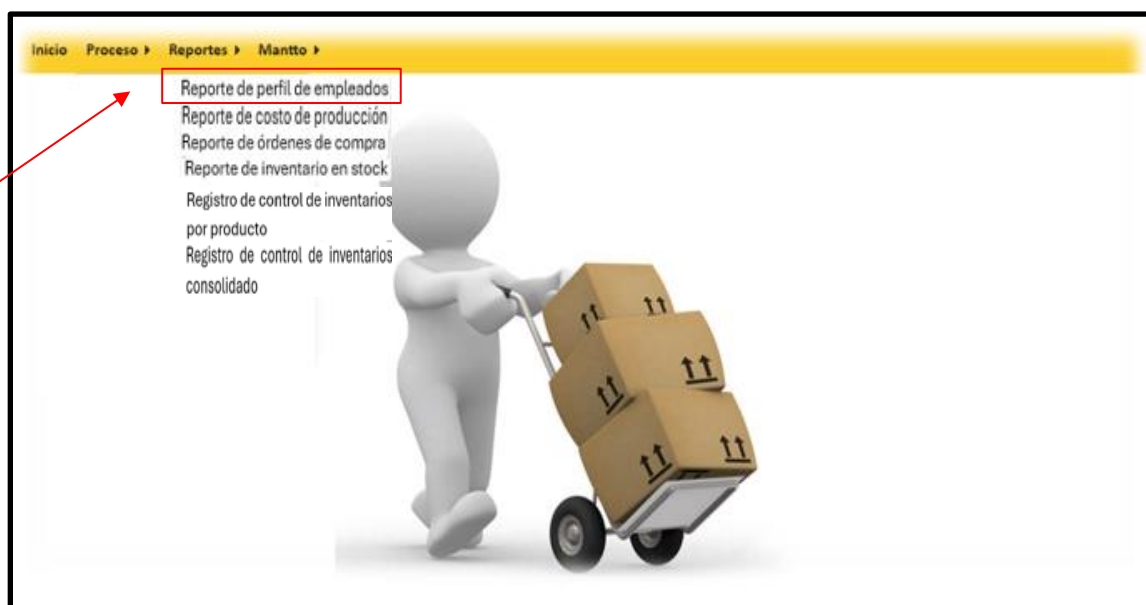 Inicio Proceso Reportes Mantto
Reporte de perfil de empleados
Reporte de costo de producción
Reporte de órdenes de compra
Reporte de inventario en stock
Registro de control de inventarios
por producto
Registro de control de inventarios
consolidado